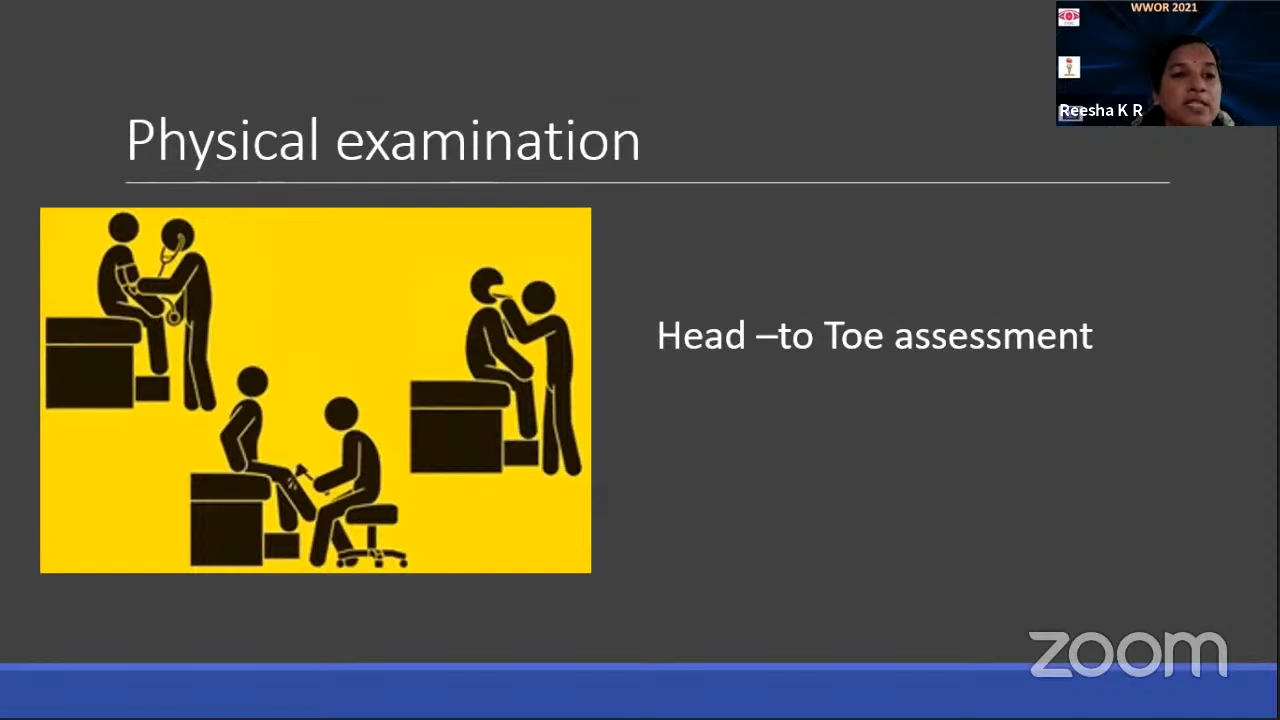 WWOR 2021
Reesha K R
Physical examination
Head –to Toe assessment
zoom